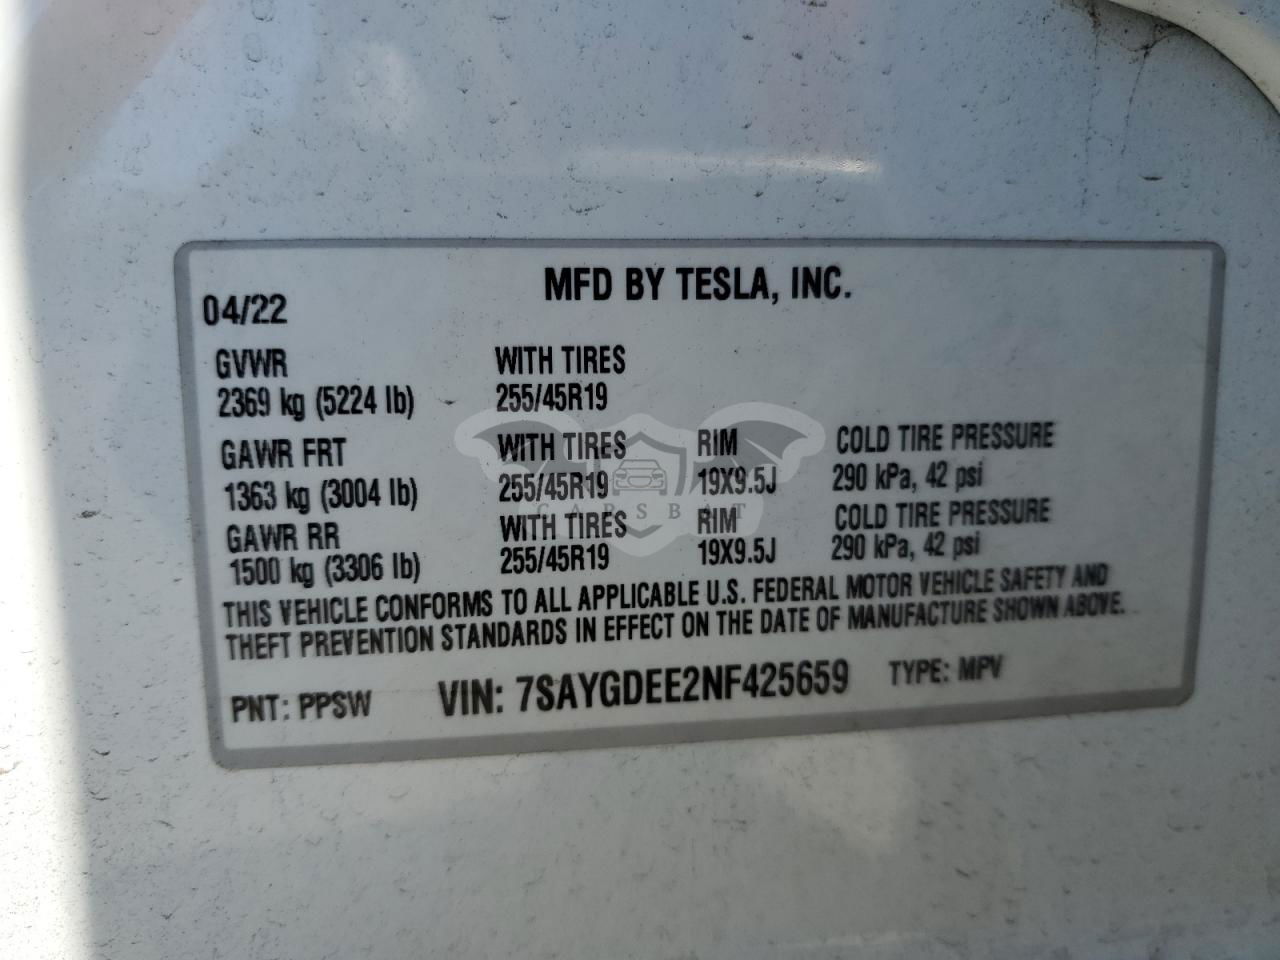 MFD BY TESLA, INC.
04/22
GVWR WITH TIRES
2369 kg (5224 lb) 255/45R19
GAWR FRT WITH TIRES RIM COLD TIRE PRESSURE
1363 kg (3004 lb) 255/45R19 19X9.5J 290 kPa, 42 psi
GAWR RR WITH TIRES RIM COLD TIRE PRESSURE
1500 kg (3306 lb) 255/45R19 19X9.5J 290 kPa, 42 psi
THIS VEHICLE CONFORMS TO ALL APPLICABLE U.S. FEDERAL MOTOR VEHICLE SAFETY AND
THEFT PREVENTION STANDARDS IN EFFECT ON THE DATE OF MANUFACTURE SHOWN ABOVE.
PNT: PPSW VIN: 7SAYGDEE2NF425659 TYPE: MPV
CARSBAT